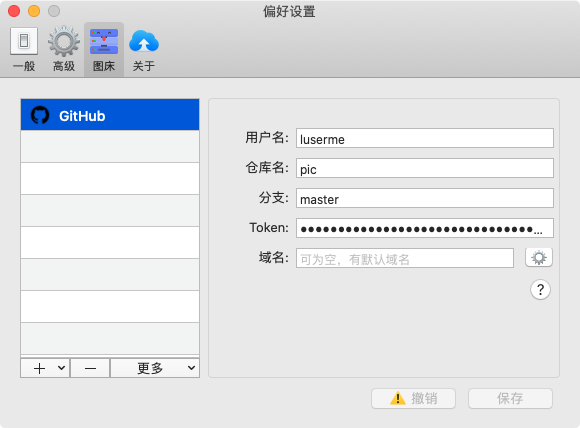 偏好设置
一般 高级 图床 关于
GitHub
用户名: luserme
仓库名: pic
分支: master
Token: ●●●●●●●●●●●●●●●●●●●●●●●●●●●●●●●...
域名: 可为空，有默认域名
?
+ − 更多
撤销 保存